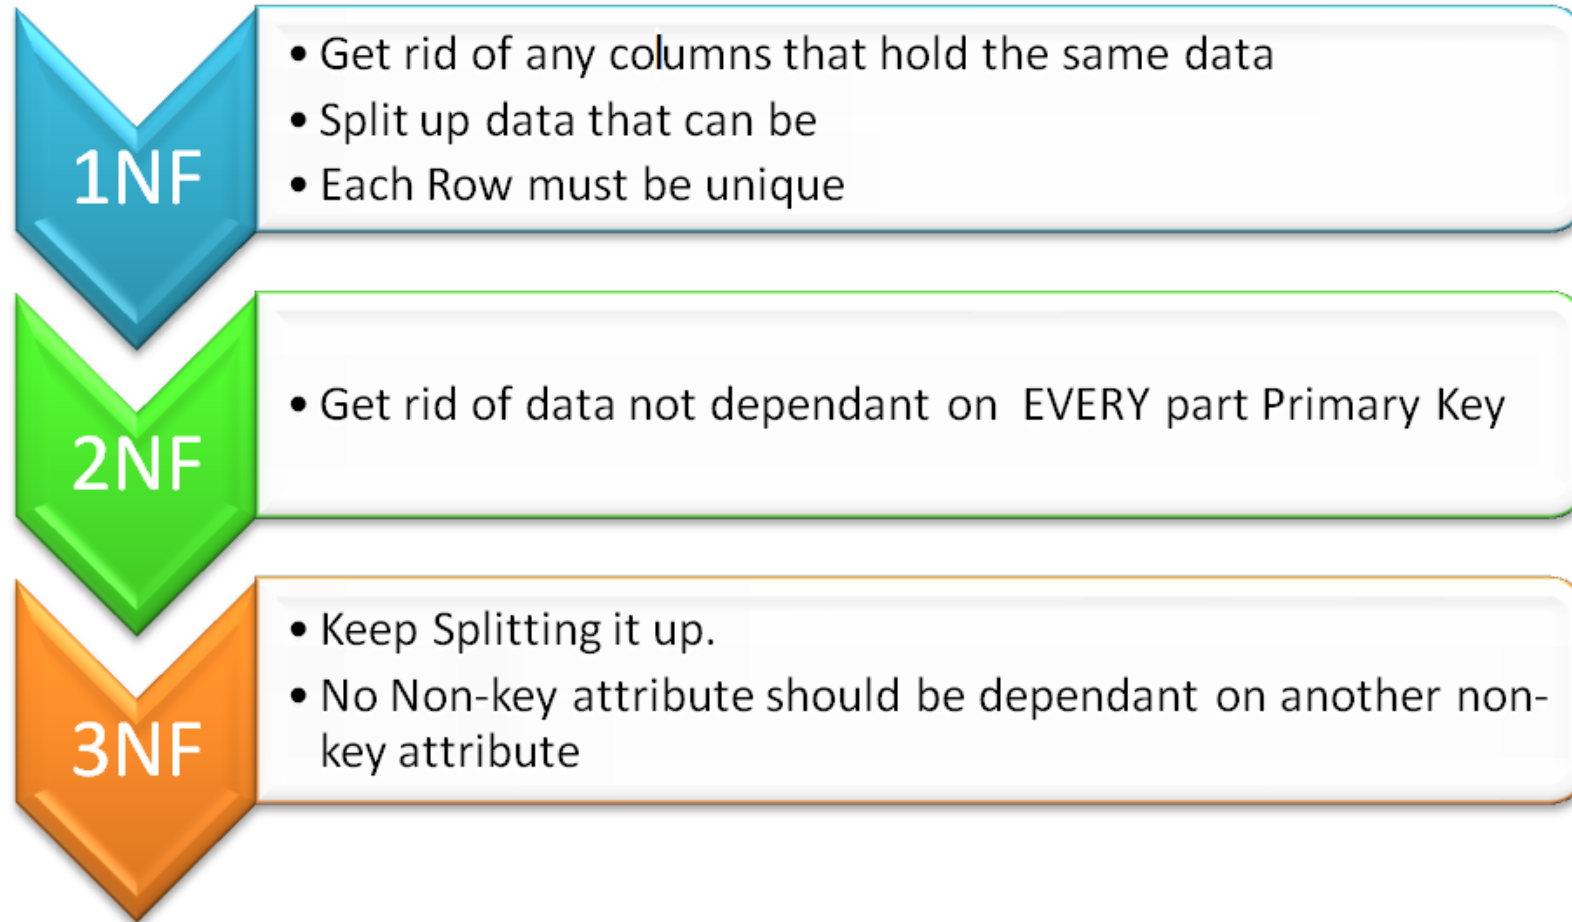 1NF
• Get rid of any columns that hold the same data
• Split up data that can be
• Each Row must be unique
2NF
• Get rid of data not dependant on EVERY part Primary Key
3NF
• Keep Splitting it up.
• No Non-key attribute should be dependant on another non-
key attribute